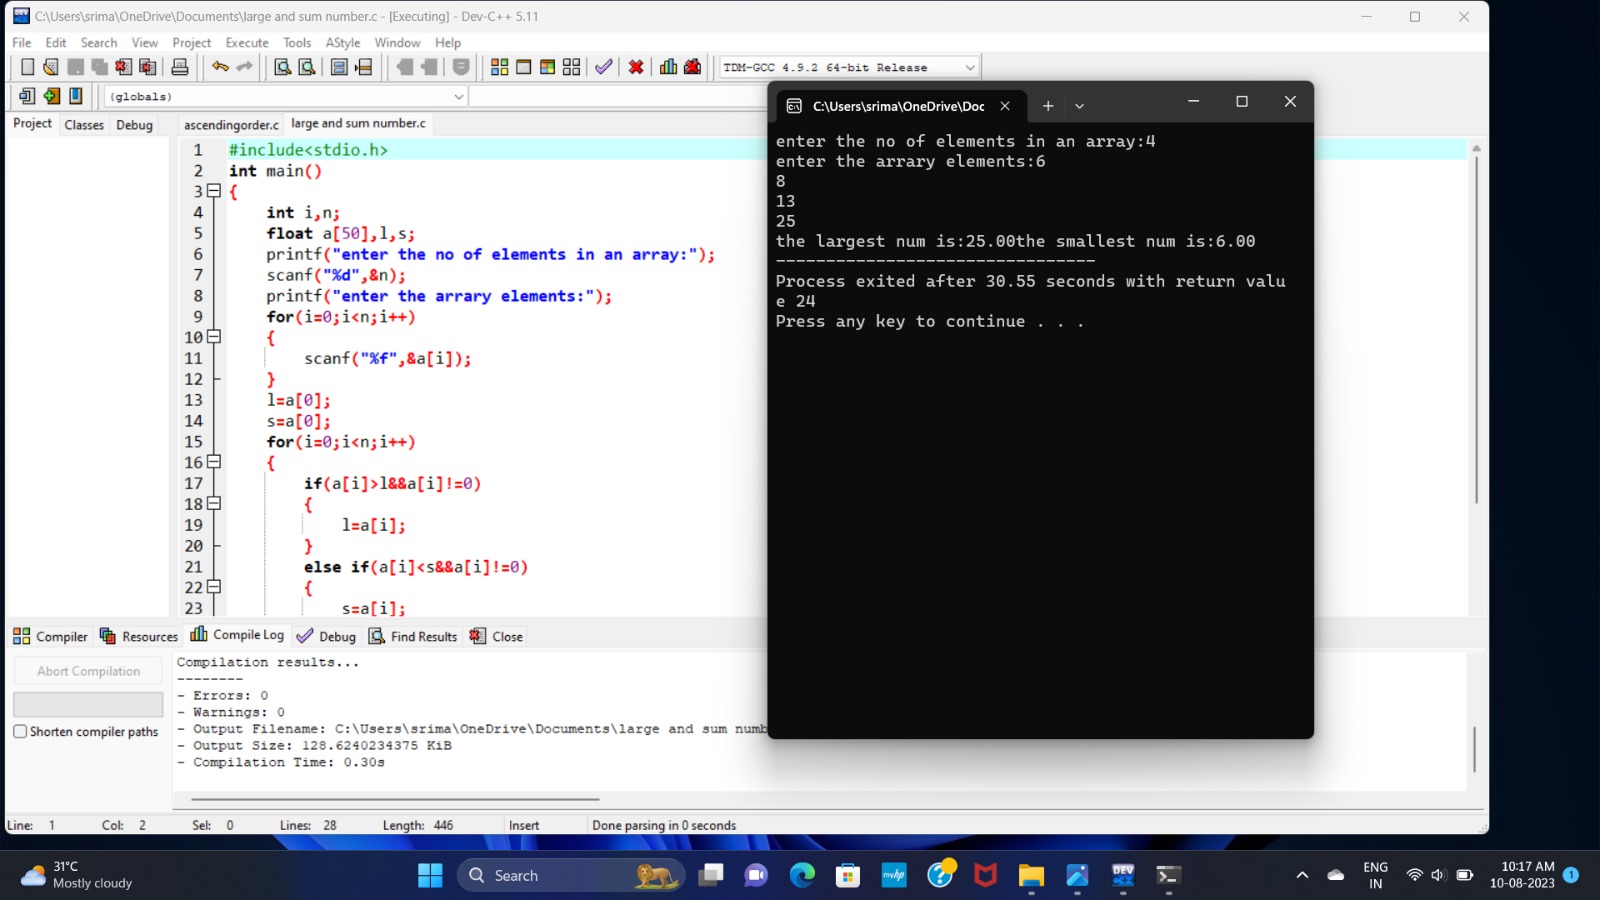 C:\Users\srima\OneDrive\Documents\large and sum number.c - [Executing] - Dev-C++ 5.11
File Edit Search View Project Execute Tools AStyle Window Help
TDM-GCC 4.9.2 64-bit Release
(globals)
Project Classes Debug
ascendingorder.c large and sum number.c
1 #include<stdio.h>
2 int main()
3 {
4 int i,n;
5 float a[50],l,s;
6 printf("enter the no of elements in an array:");
7 scanf("%d",&n);
8 printf("enter the arrary elements:");
9 for(i=0;i<n;i++)
10 {
11 scanf("%f",&a[i]);
12 }
13 l=a[0];
14 s=a[0];
15 for(i=0;i<n;i++)
16 {
17 if(a[i]>l&&a[i]!=0)
18 {
19 l=a[i];
20 }
21 else if(a[i]<s&&a[i]!=0)
22 {
23 s=a[i];
C:\Users\srima\OneDrive\Doc
enter the no of elements in an array:4
enter the arrary elements:6
8
13
25
the largest num is:25.00the smallest num is:6.00
--------------------------------
Process exited after 30.55 seconds with return valu
e 24
Press any key to continue . . .
Compiler Resources Compile Log Debug Find Results Close
Abort Compilation
Shorten compiler paths
Compilation results...
--------
- Errors: 0
- Warnings: 0
- Output Filename: C:\Users\srima\OneDrive\Documents\large and sum numb
- Output Size: 128.6240234375 KiB
- Compilation Time: 0.30s
Line: 1 Col: 2 Sel: 0 Lines: 28 Length: 446 Insert Done parsing in 0 seconds
31°C
Mostly cloudy
Search
myhp
DEV
ENG
IN
10:17 AM
10-08-2023
1